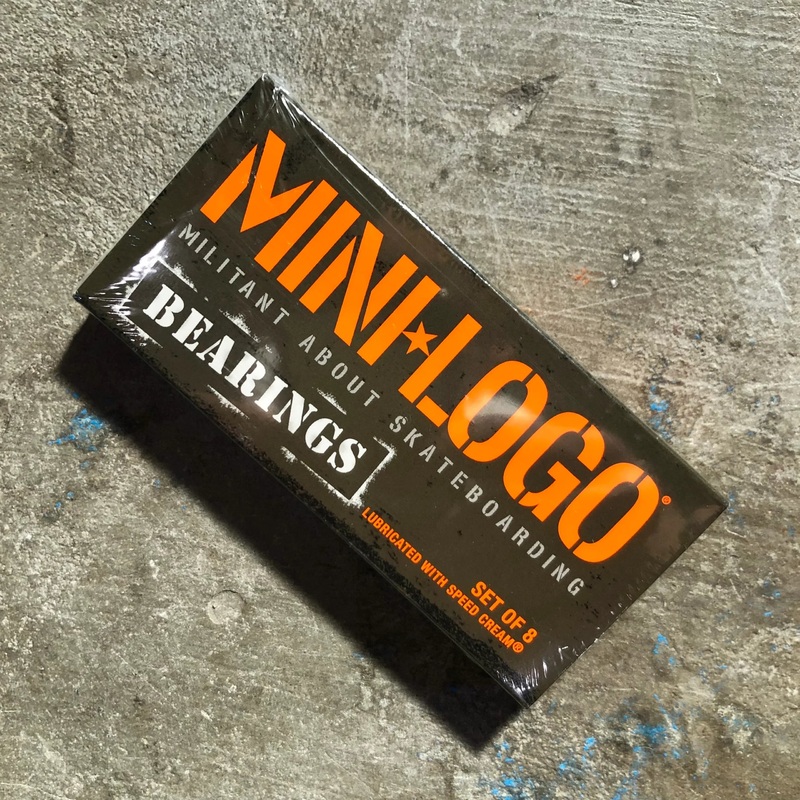 MINI★LOGO®
MILITANT ABOUT SKATEBOARDING
BEARINGS
SET OF 8
LUBRICATED WITH SPEED CREAM®